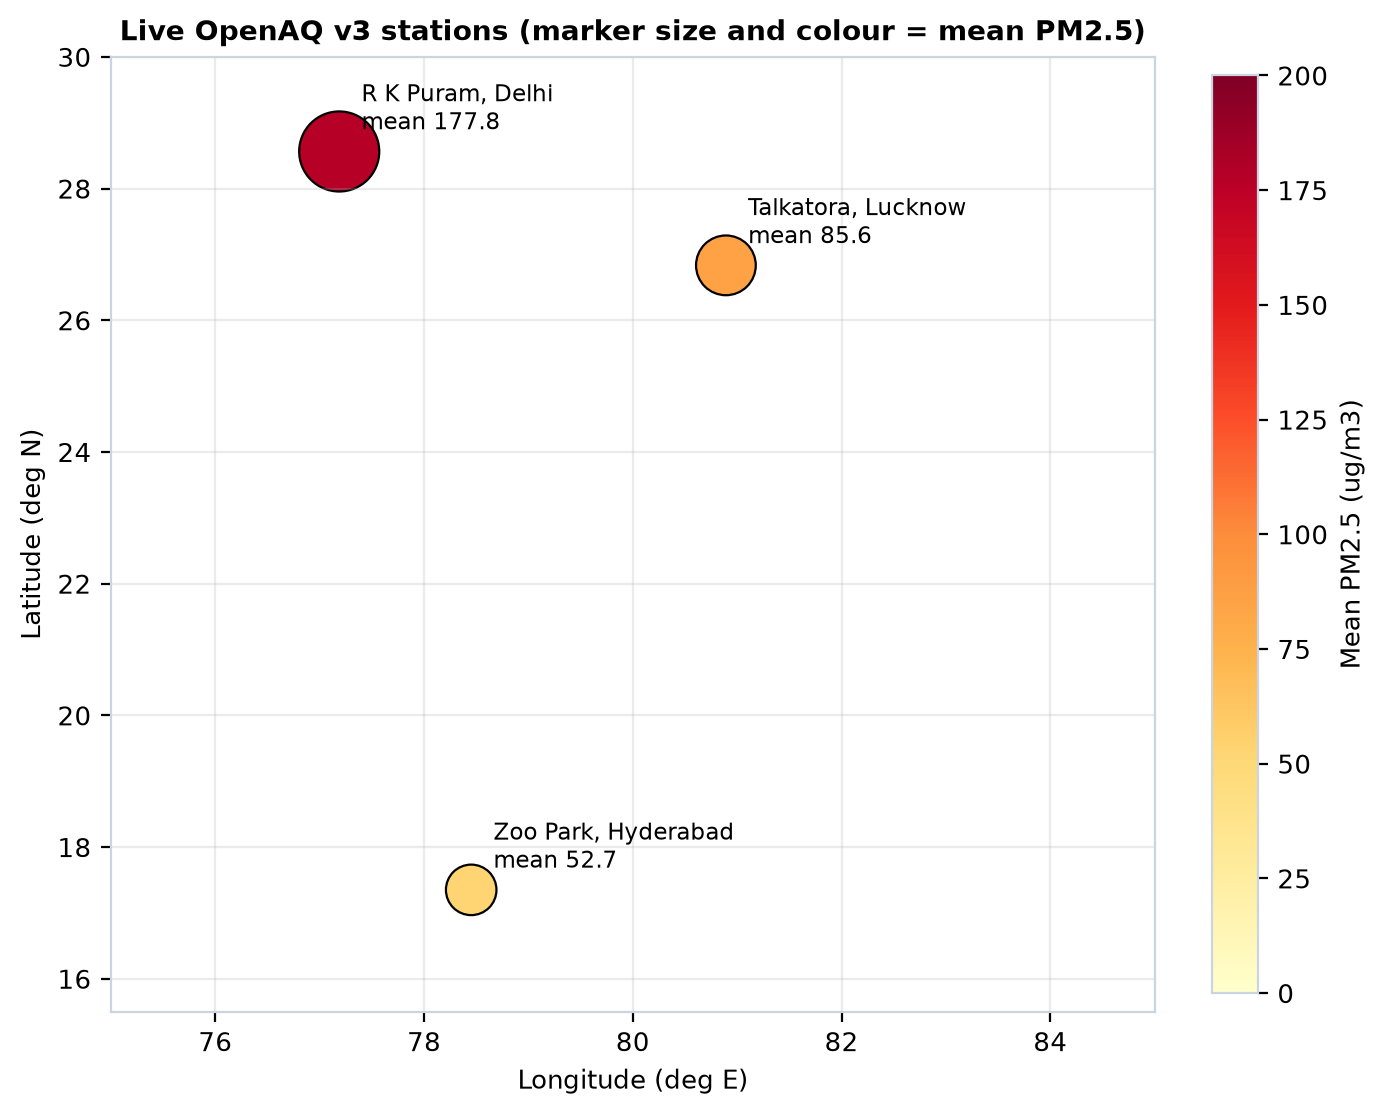 Live OpenAQ v3 stations (marker size and colour = mean PM2.5)
R K Puram, Delhi
mean 177.8
Talkatora, Lucknow
mean 85.6
Zoo Park, Hyderabad
mean 52.7
30
28
26
24
22
20
18
16
Latitude (deg N)
76
78
80
82
84
Longitude (deg E)
200
175
150
125
100
75
50
25
0
Mean PM2.5 (ug/m3)